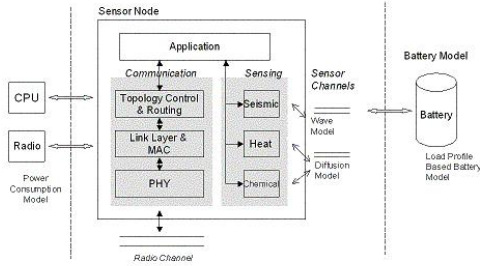 Sensor Node
Application
Communication
Sensing
Sensor
Channels
Battery Model
CPU
Topology Control
& Routing
Seismic
Wave
Model
Battery
Radio
Link Layer &
MAC
Heat
Diffusion
Model
Load Profile
Based Battery
Model
Power
Consumption
Model
PHY
Chemical
Radio Channel